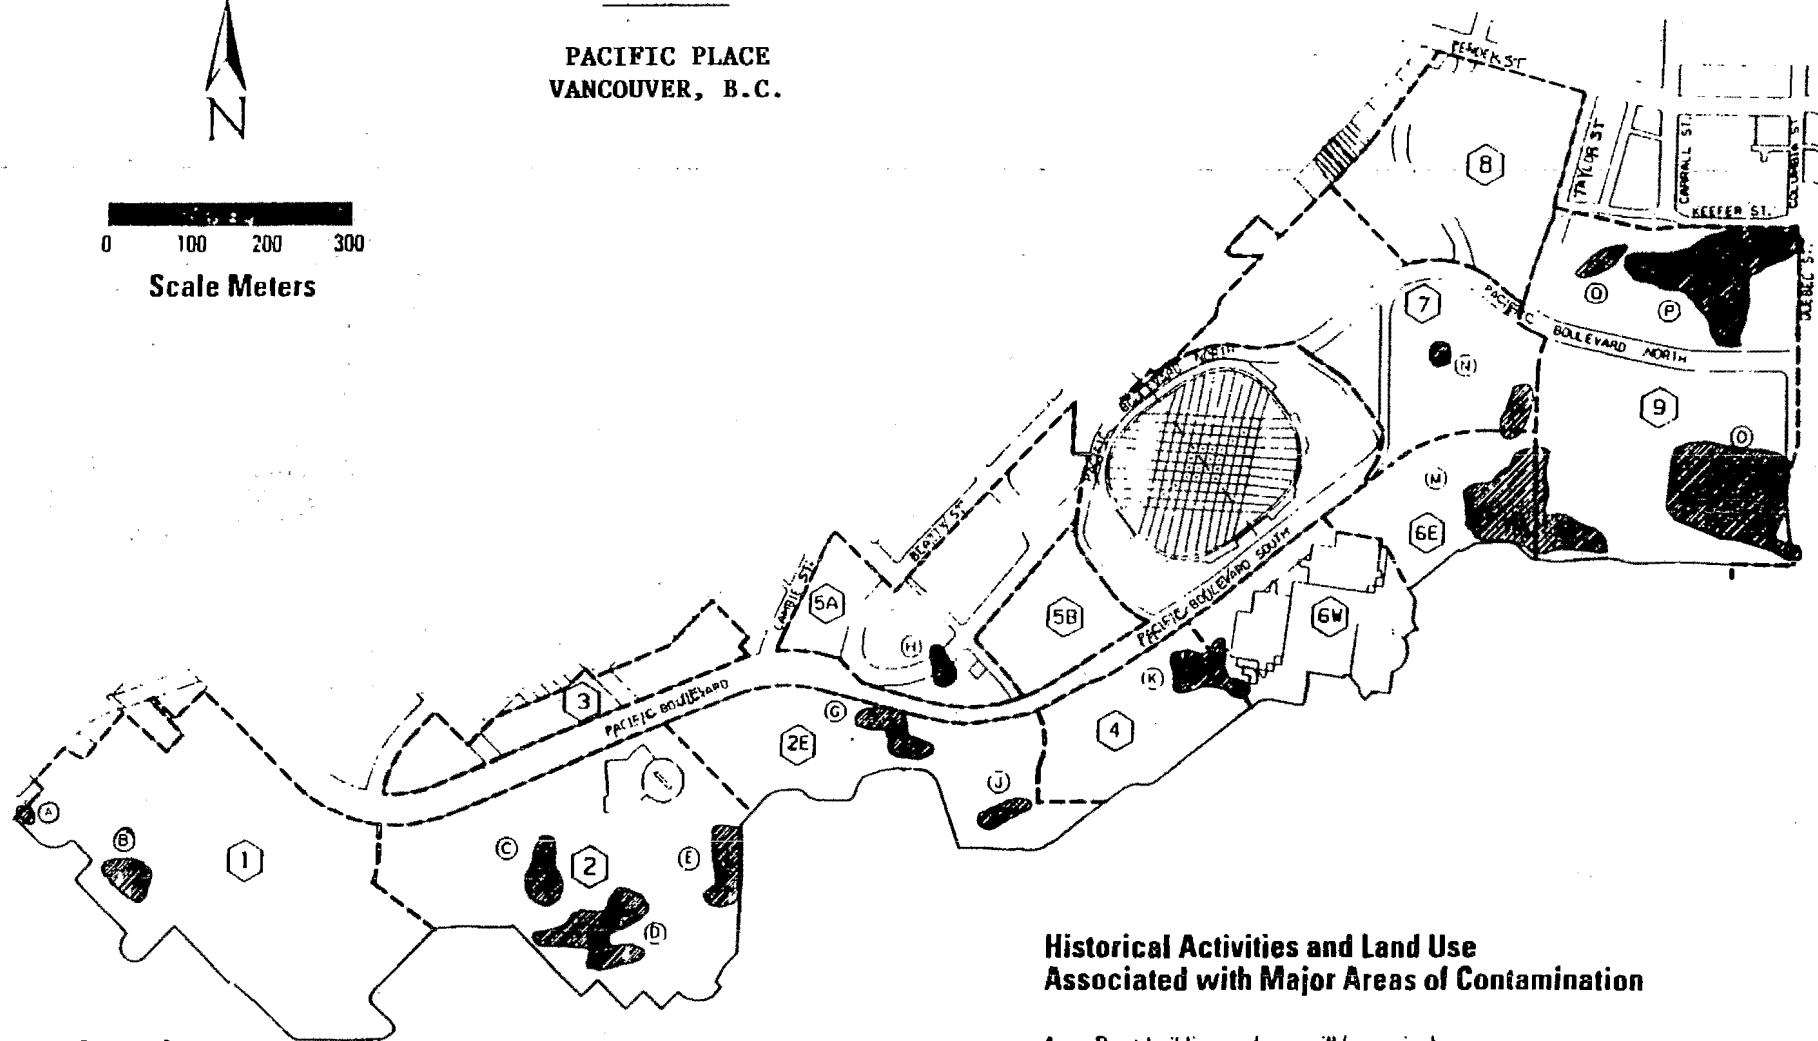 PACIFIC PLACE
VANCOUVER, B.C.
N
0 100 200 300
Scale Meters
PENDER ST
TAYLOR ST
CARRALL ST.
COLUMBIA ST
KEEFER ST.
QUEBEC ST.
8
7
PACIFIC BOULEVARD NORTH
Q
P
N
9
O
M
6E
BEATTY ST.
CAMBIE ST.
5A
5B
PACIFIC BOULEVARD SOUTH
6W
H
K
3
PACIFIC BOULEVARD
G
2E
4
J
A
B
1
C
2
E
D
Historical Activities and Land Use
Associated with Major Areas of Contamination